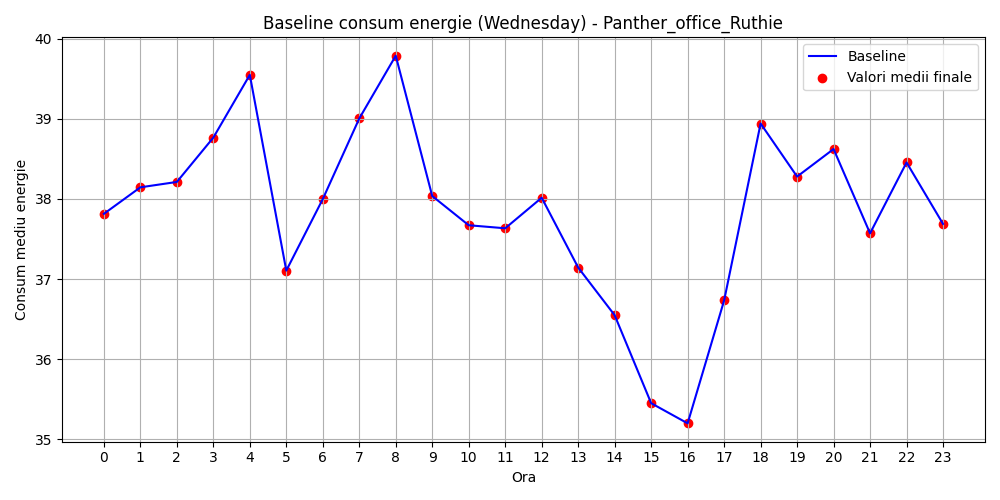 Baseline consum energie (Wednesday) - Panther_office_Ruthie
Baseline
Valori medii finale
Consum mediu energie
40
39
38
37
36
35
0 1 2 3 4 5 6 7 8 9 10 11 12 13 14 15 16 17 18 19 20 21 22 23
Ora